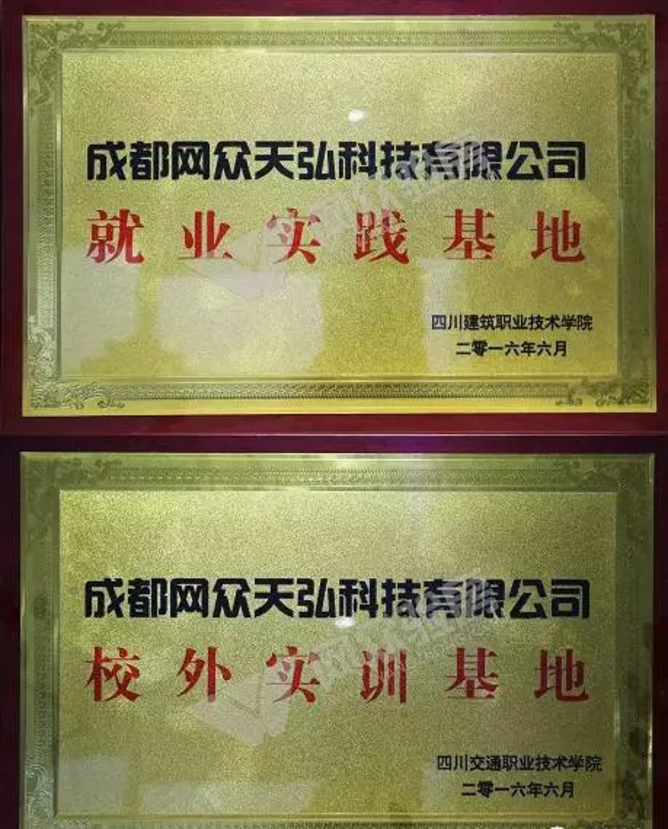 成都网众天弘科技有限公司
就业实践基地
四川建筑职业技术学院
二零一六年六月
成都网众天弘科技有限公司
校外实训基地
四川交通职业技术学院
二零一六年六月